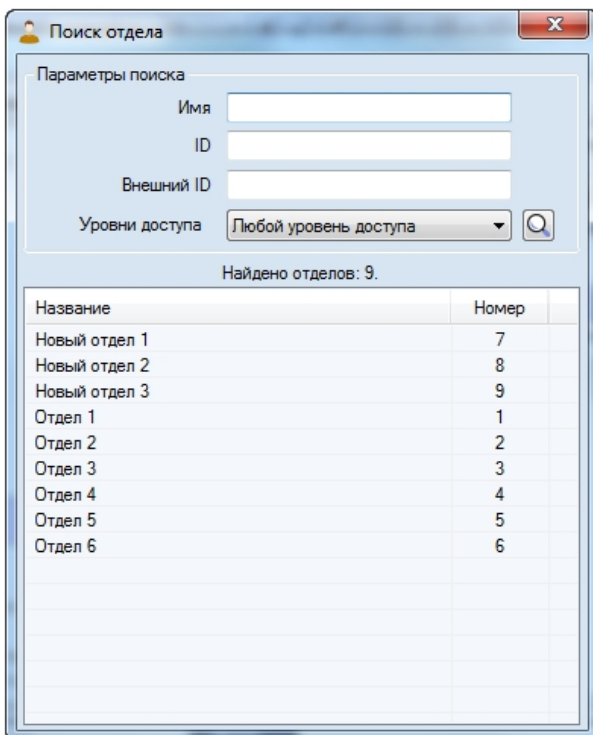 Поиск отдела
Параметры поиска
Имя
ID
Внешний ID
Уровни доступа Любой уровень доступа
Найдено отделов: 9.
Название Номер
Новый отдел 1 7
Новый отдел 2 8
Новый отдел 3 9
Отдел 1 1
Отдел 2 2
Отдел 3 3
Отдел 4 4
Отдел 5 5
Отдел 6 6